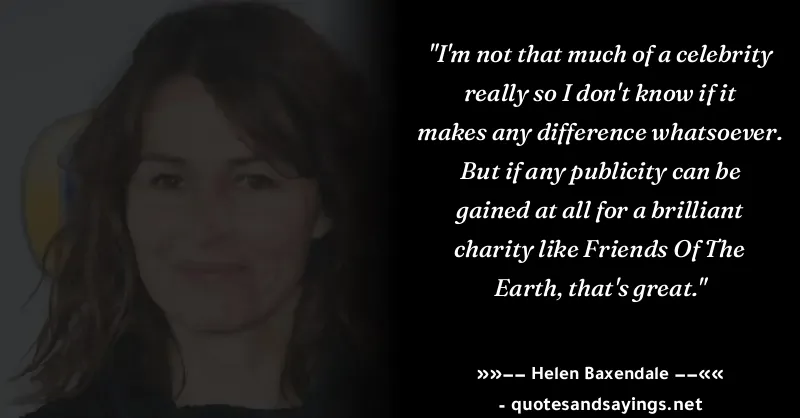 "I'm not that much of a celebrity
really so I don't know if it
makes any difference whatsoever.
But if any publicity can be
gained at all for a brilliant
charity like Friends Of The
Earth, that's great."
»»−− Helen Baxendale −−««
- quotesandsayings.net